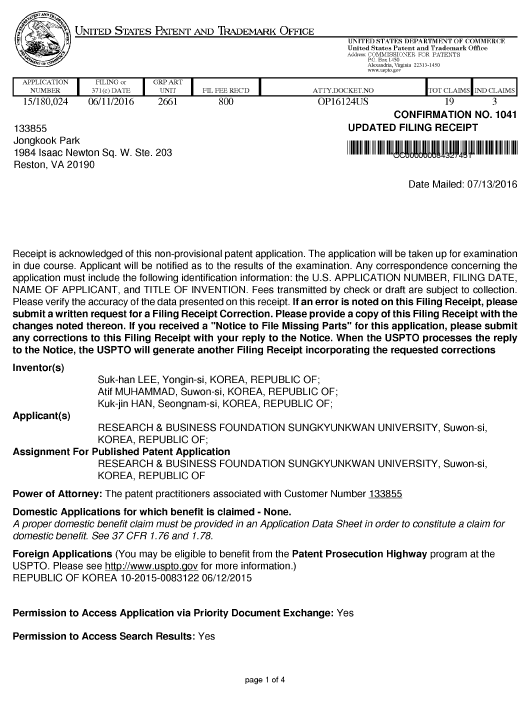 UNITED STATES PATENT AND TRADEMARK OFFICE
UNITED STATES DEPARTMENT OF COMMERCE
United States Patent and Trademark Office
Address: COMMISSIONER FOR PATENTS
P.O. Box 1450
Alexandria, Virginia 22313-1450
www.uspto.gov
APPLICATION NUMBER FILING or 371(c) DATE GRP ART UNIT FIL FEE REC'D ATTY.DOCKET.NO TOT CLAIMS IND CLAIMS
15/180,024 06/11/2016 2661 800 OP16124US 19 3
CONFIRMATION NO. 1041
133855
UPDATED FILING RECEIPT
Jongkook Park
1984 Isaac Newton Sq. W. Ste. 203
Reston, VA 20190
Date Mailed: 07/13/2016
Receipt is acknowledged of this non-provisional patent application. The application will be taken up for examination
in due course. Applicant will be notified as to the results of the examination. Any correspondence concerning the
application must include the following identification information: the U.S. APPLICATION NUMBER, FILING DATE,
NAME OF APPLICANT, and TITLE OF INVENTION. Fees transmitted by check or draft are subject to collection.
Please verify the accuracy of the data presented on this receipt. If an error is noted on this Filing Receipt, please
submit a written request for a Filing Receipt Correction. Please provide a copy of this Filing Receipt with the
changes noted thereon. If you received a "Notice to File Missing Parts" for this application, please submit
any corrections to this Filing Receipt with your reply to the Notice. When the USPTO processes the reply
to the Notice, the USPTO will generate another Filing Receipt incorporating the requested corrections
Inventor(s)
Suk-han LEE, Yongin-si, KOREA, REPUBLIC OF;
Atif MUHAMMAD, Suwon-si, KOREA, REPUBLIC OF;
Kuk-jin HAN, Seongnam-si, KOREA, REPUBLIC OF;
Applicant(s)
RESEARCH & BUSINESS FOUNDATION SUNGKYUNKWAN UNIVERSITY, Suwon-si,
KOREA, REPUBLIC OF;
Assignment For Published Patent Application
RESEARCH & BUSINESS FOUNDATION SUNGKYUNKWAN UNIVERSITY, Suwon-si,
KOREA, REPUBLIC OF
Power of Attorney: The patent practitioners associated with Customer Number 133855
Domestic Applications for which benefit is claimed - None.
A proper domestic benefit claim must be provided in an Application Data Sheet in order to constitute a claim for
domestic benefit. See 37 CFR 1.76 and 1.78.
Foreign Applications (You may be eligible to benefit from the Patent Prosecution Highway program at the
USPTO. Please see http://www.uspto.gov for more information.)
REPUBLIC OF KOREA 10-2015-0083122 06/12/2015
Permission to Access Application via Priority Document Exchange: Yes
Permission to Access Search Results: Yes
page 1 of 4